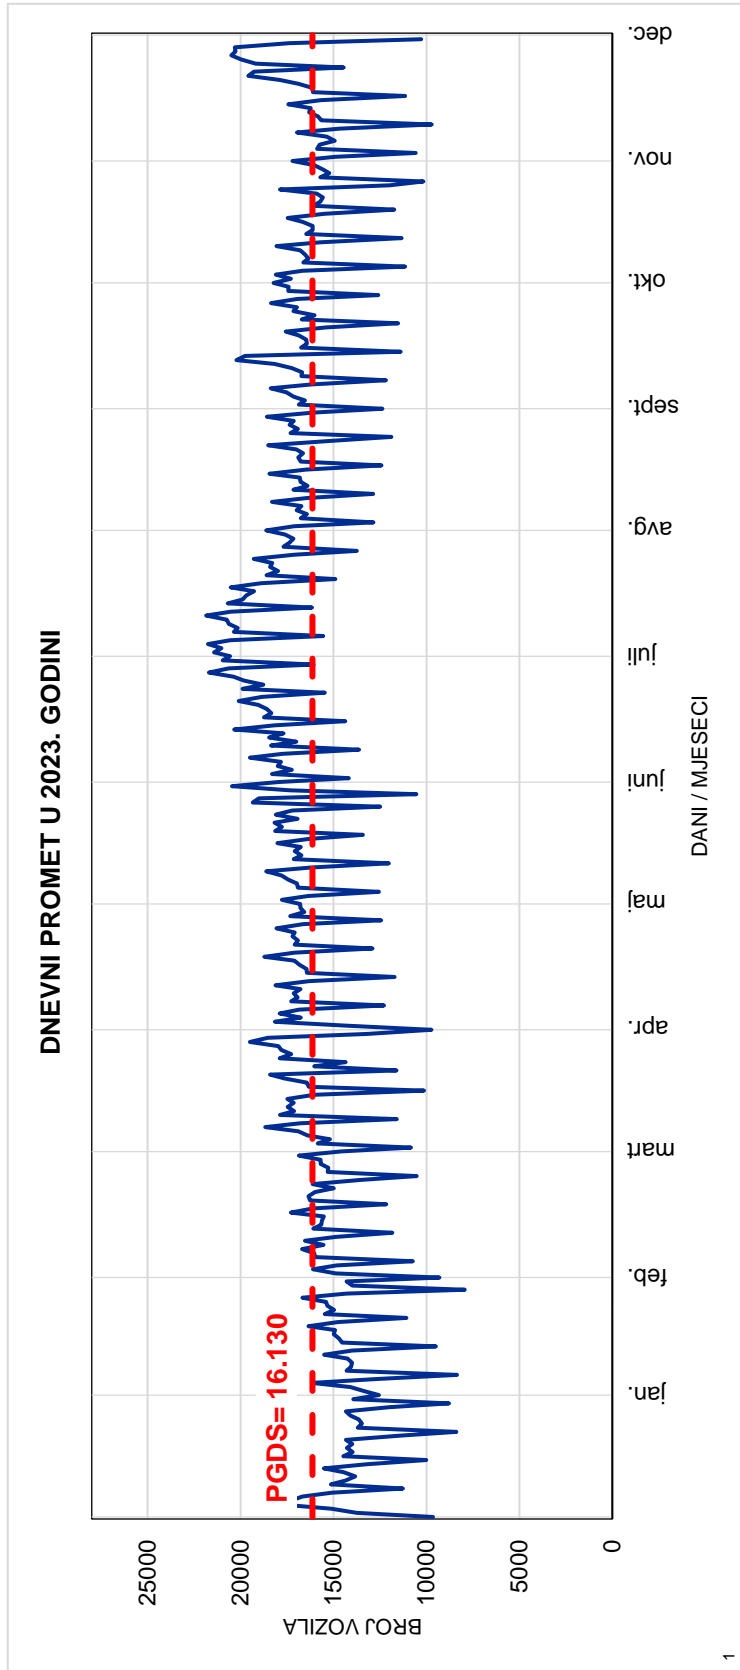 DNEVNI PROMET U 2023. GODINI
BROJ VOZILA
25000
20000
15000
10000
5000
0
PGDS= 16.130
jan.
feb.
mart
apr.
maj
juni
juli
avg.
sept.
okt.
nov.
dec.
DANI / MJESECI
1